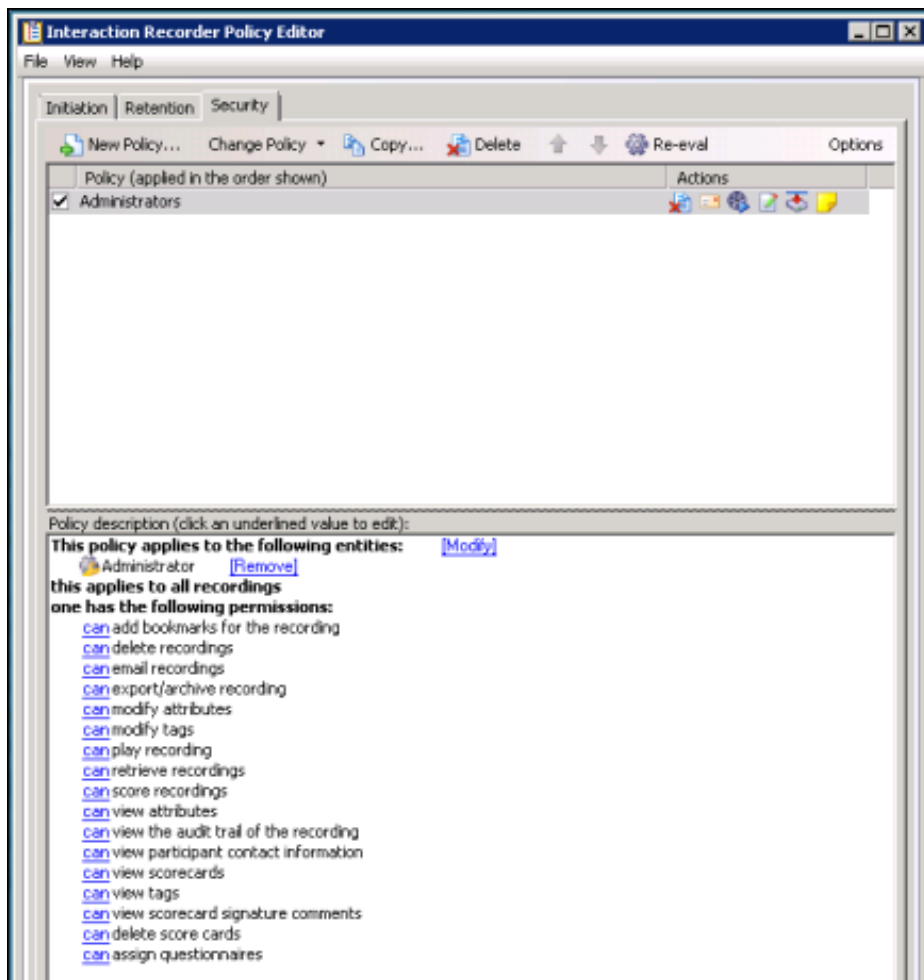 Interaction Recorder Policy Editor
File View Help
Initiation Retention Security
New Policy... Change Policy Copy... Delete Re-eval Options
Policy (applied in the order shown) Actions
Administrators
Policy description (click an underlined value to edit):
This policy applies to the following entities: [Modify]
Administrator [Remove]
this applies to all recordings
one has the following permissions:
can add bookmarks for the recording
can delete recordings
can email recordings
can export/archive recording
can modify attributes
can modify tags
can play recording
can retrieve recordings
can score recordings
can view attributes
can view the audit trail of the recording
can view participant contact information
can view scorecards
can view tags
can view scorecard signature comments
can delete score cards
can assign questionnaires